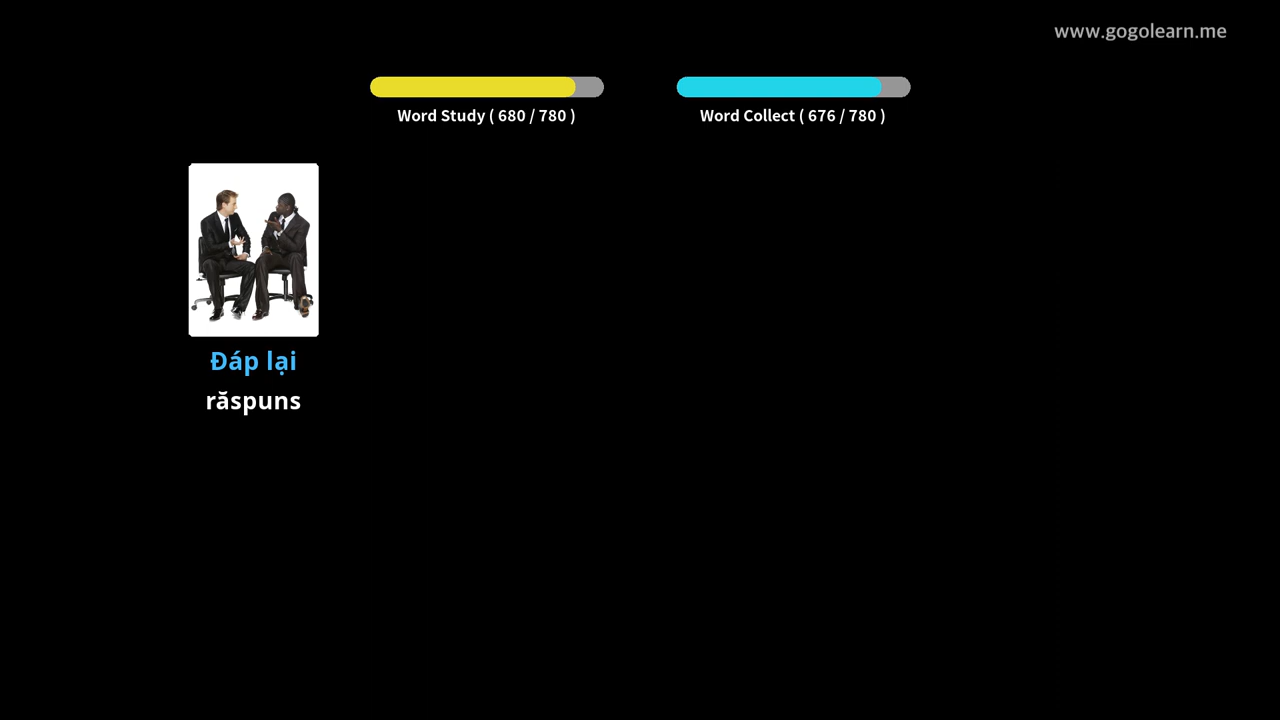 www.gogolearn.me
Word Study ( 680 / 780 )
Word Collect ( 676 / 780 )
Đáp lại
răspuns